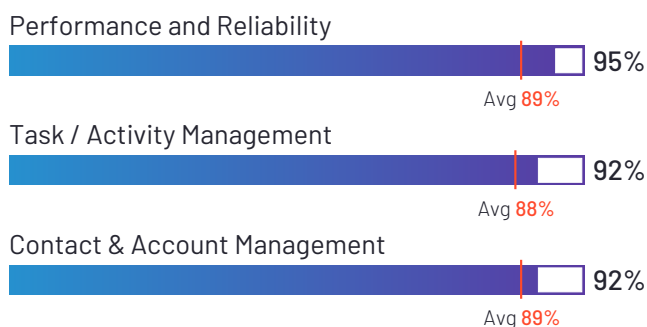 Performance and Reliability
95%
Avg 89%
Task / Activity Management
92%
Avg 88%
Contact & Account Management
92%
Avg 89%